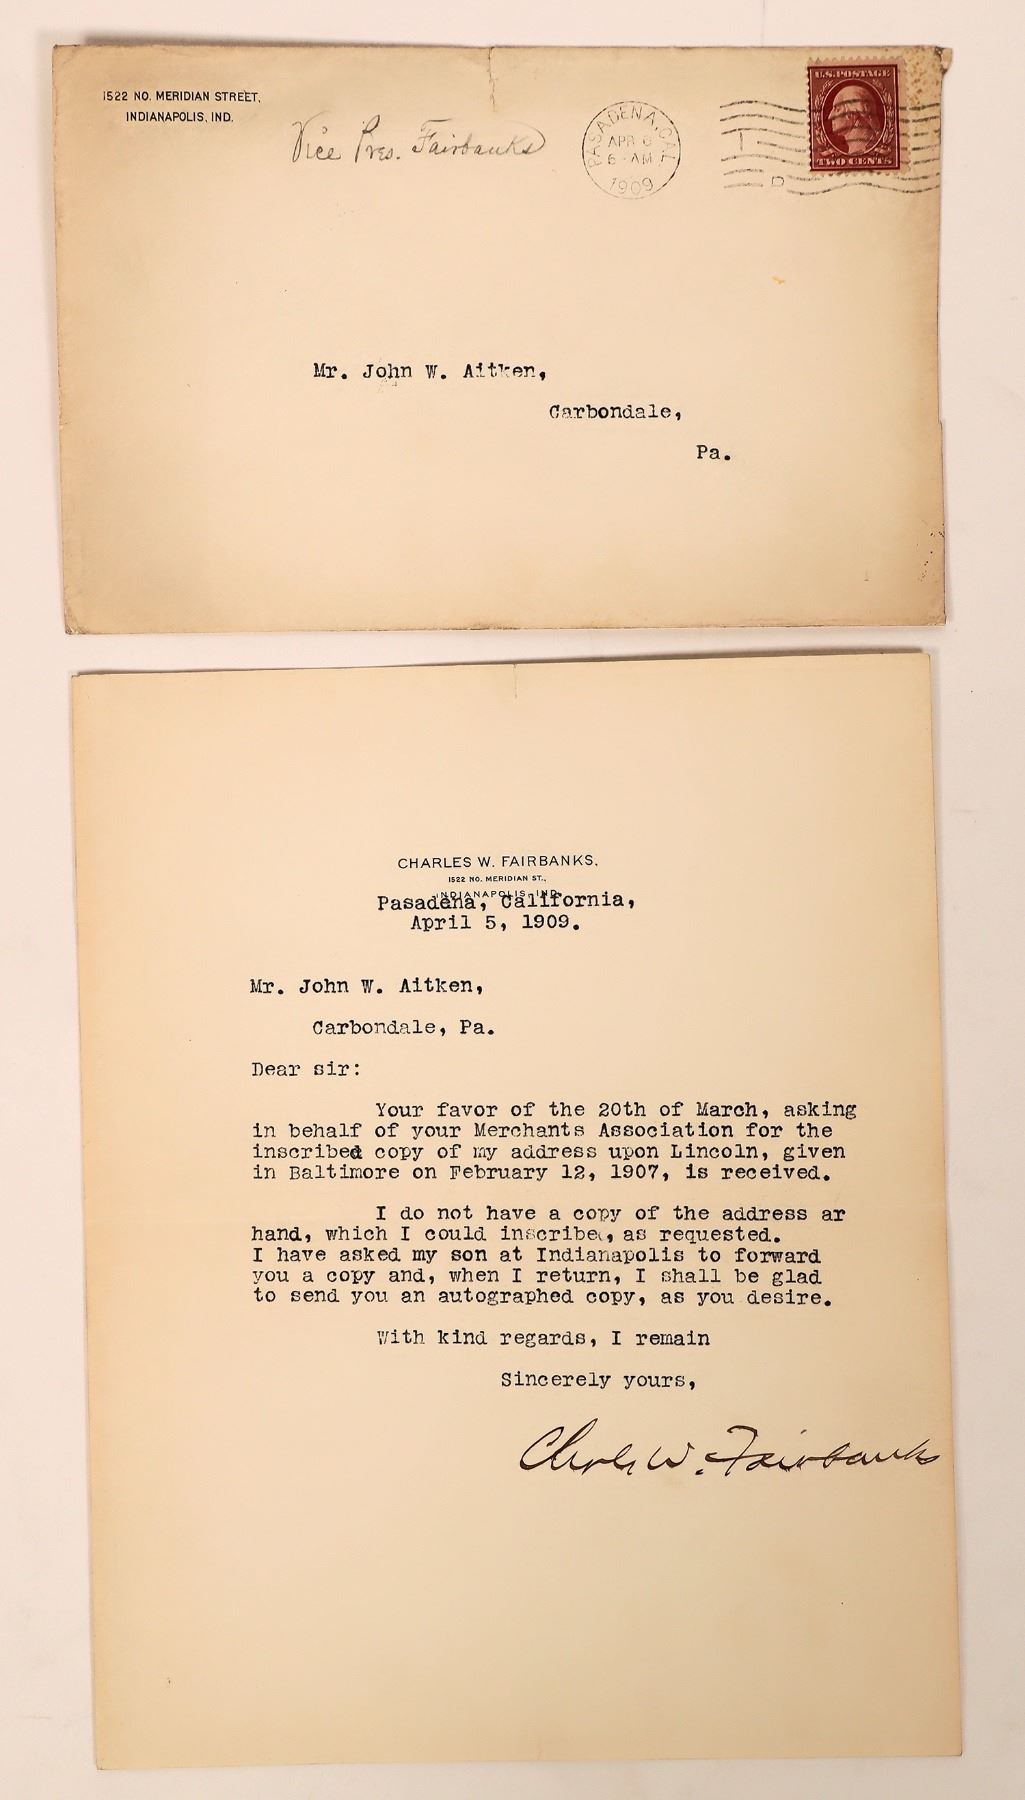 1522 NO. MERIDIAN STREET,
INDIANAPOLIS, IND.
Vice Pres. Fairbanks
PASADENA, CAL.
APR 6
6-AM
1909
D
U.S. POSTAGE
TWO CENTS
Mr. John W. Aitken,
Carbondale,
Pa.
CHARLES W. FAIRBANKS,
1522 NO. MERIDIAN ST.,
INDIANAPOLIS, IND.
Pasadena, California,
April 5, 1909.
Mr. John W. Aitken,
Carbondale, Pa.
Dear sir:
Your favor of the 20th of March, asking
in behalf of your Merchants Association for the
inscribed copy of my address upon Lincoln, given
in Baltimore on February 12, 1907, is received.
I do not have a copy of the address ar
hand, which I could inscribe, as requested.
I have asked my son at Indianapolis to forward
you a copy and, when I return, I shall be glad
to send you an autographed copy, as you desire.
With kind regards, I remain
Sincerely yours,
Charles W. Fairbanks